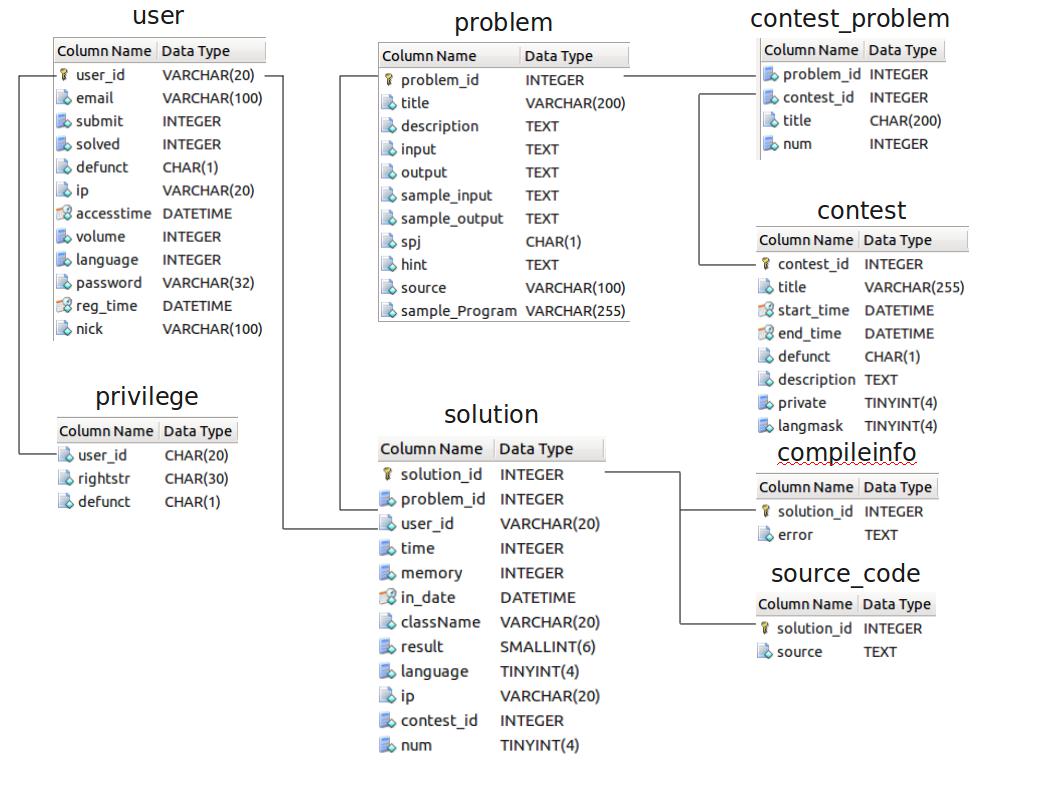 user
Column Name Data Type
user_id VARCHAR(20)
email VARCHAR(100)
submit INTEGER
solved INTEGER
defunct CHAR(1)
ip VARCHAR(20)
accesstime DATETIME
volume INTEGER
language INTEGER
password VARCHAR(32)
reg_time DATETIME
nick VARCHAR(100)
privilege
Column Name Data Type
user_id CHAR(20)
rightstr CHAR(30)
defunct CHAR(1)
problem
Column Name Data Type
problem_id INTEGER
title VARCHAR(200)
description TEXT
input TEXT
output TEXT
sample_input TEXT
sample_output TEXT
spj CHAR(1)
hint TEXT
source VARCHAR(100)
sample_Program VARCHAR(255)
solution
Column Name Data Type
solution_id INTEGER
problem_id INTEGER
user_id VARCHAR(20)
time INTEGER
memory INTEGER
in_date DATETIME
className VARCHAR(20)
result SMALLINT(6)
language TINYINT(4)
ip VARCHAR(20)
contest_id INTEGER
num TINYINT(4)
contest_problem
Column Name Data Type
problem_id INTEGER
contest_id INTEGER
title CHAR(200)
num INTEGER
contest
Column Name Data Type
contest_id INTEGER
title VARCHAR(255)
start_time DATETIME
end_time DATETIME
defunct CHAR(1)
description TEXT
private TINYINT(4)
langmask TINYINT(4)
compileinfo
Column Name Data Type
solution_id INTEGER
error TEXT
source_code
Column Name Data Type
solution_id INTEGER
source TEXT